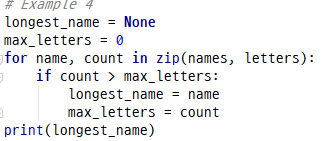 # Example 4
longest_name = None
max_letters = 0
for name, count in zip(names, letters):
    if count > max_letters:
        longest_name = name
        max_letters = count
print(longest_name)